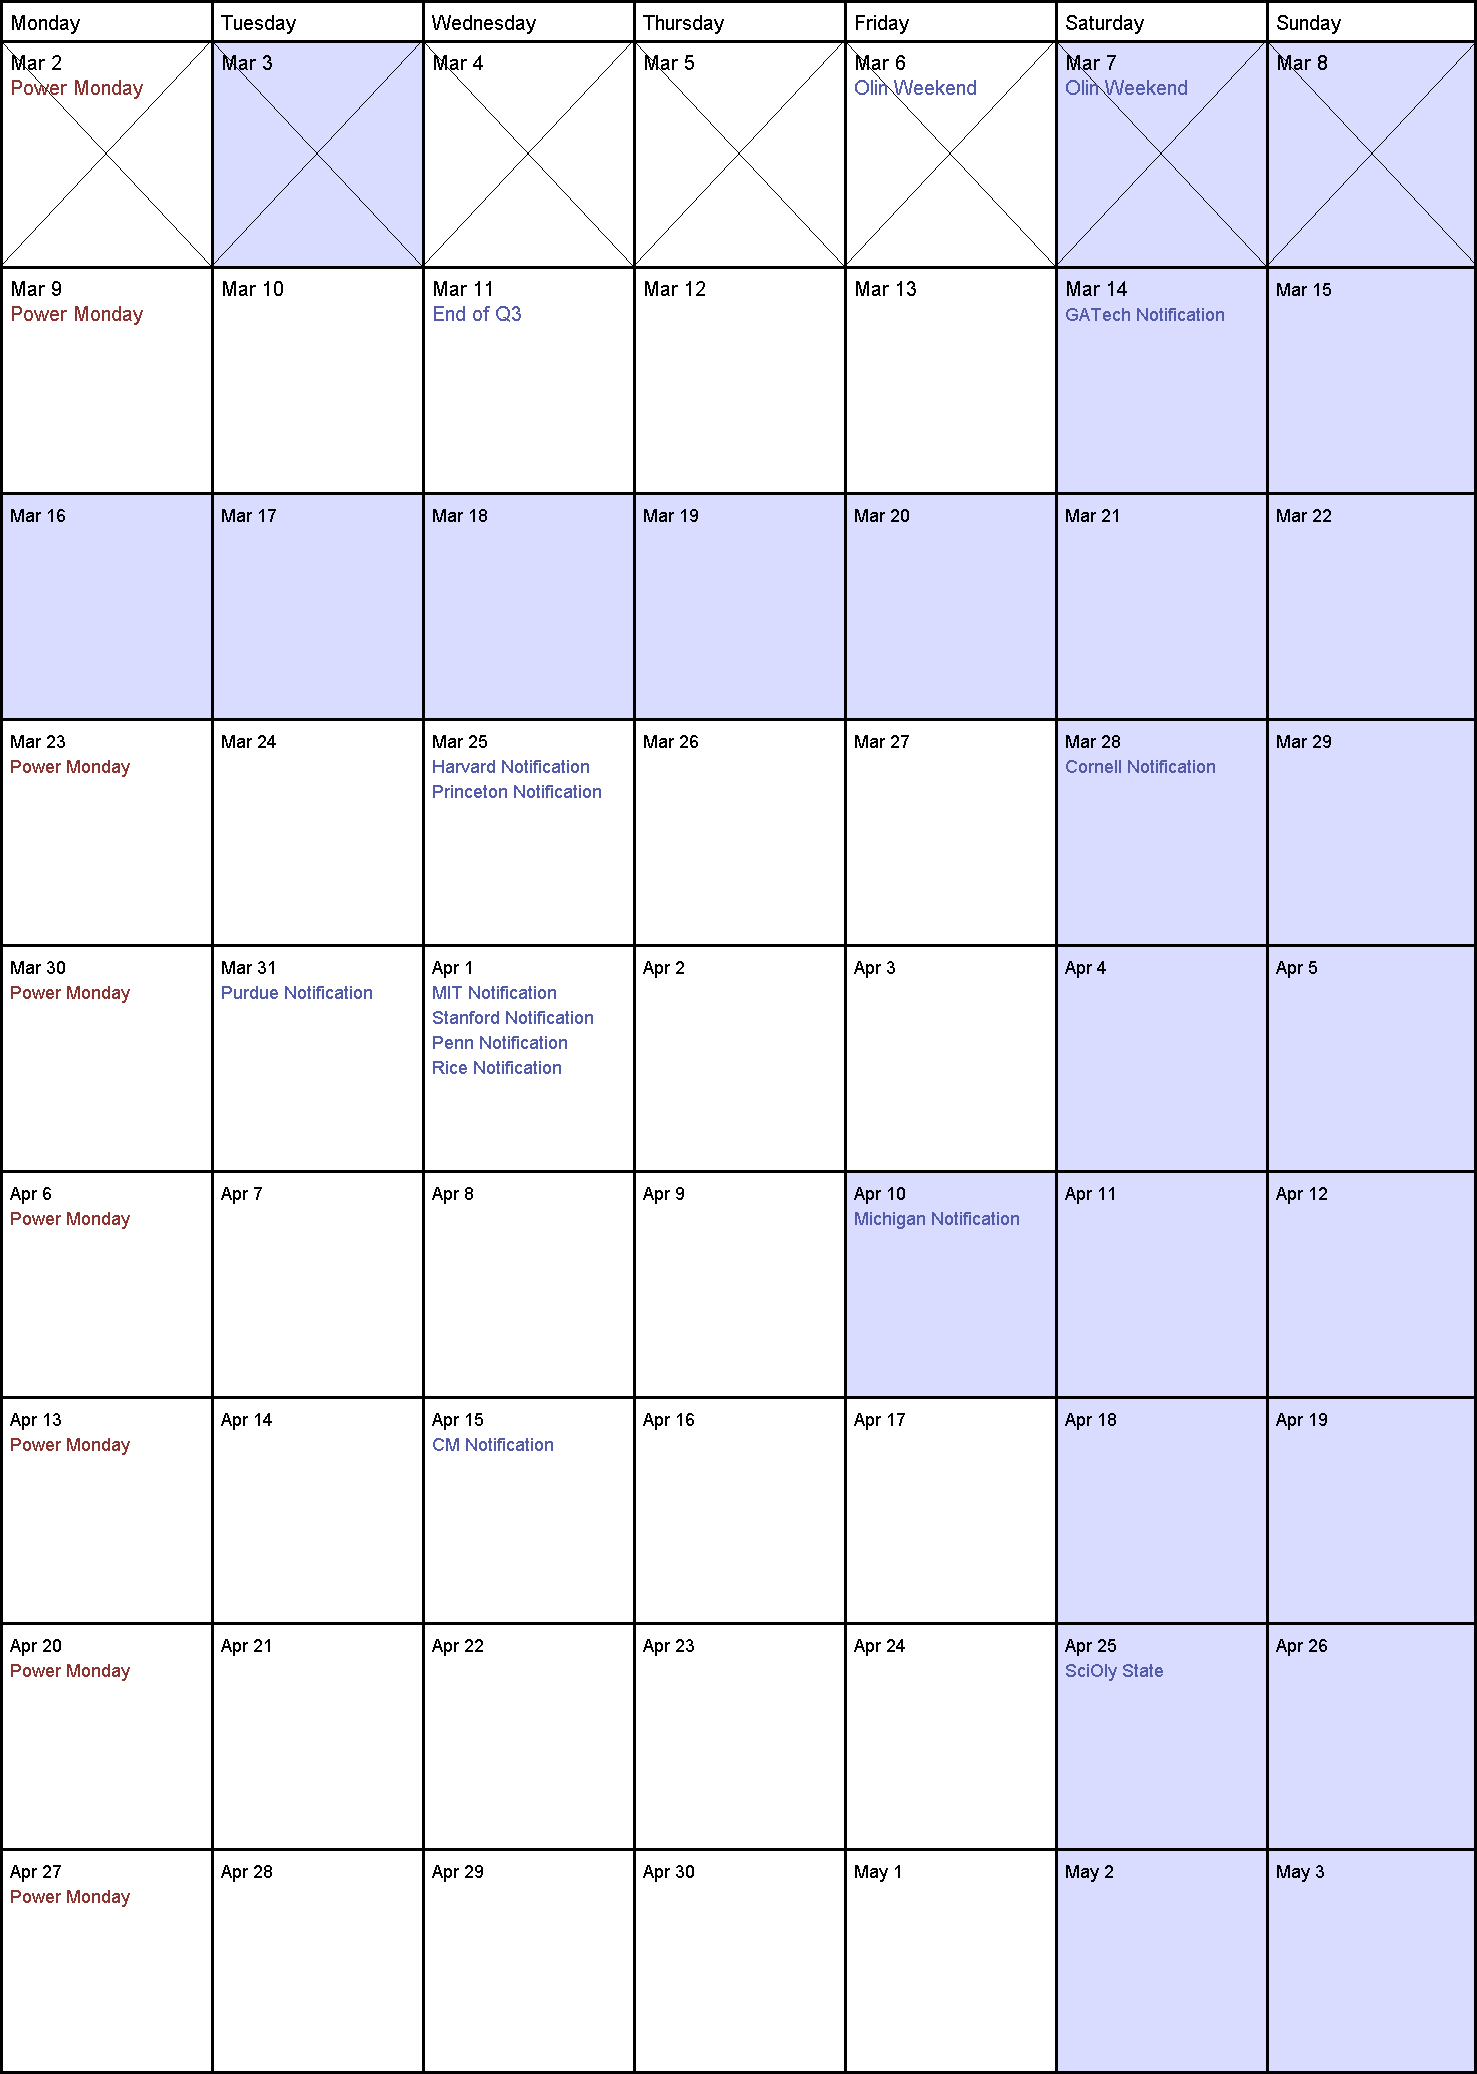 Monday
Tuesday
Wednesday
Thursday
Friday
Saturday
Sunday
Mar 2
Power Monday
Mar 3
Mar 4
Mar 5
Mar 6
Olin Weekend
Mar 7
Olin Weekend
Mar 8
Mar 9
Power Monday
Mar 10
Mar 11
End of Q3
Mar 12
Mar 13
Mar 14
GATech Notification
Mar 15
Mar 16
Mar 17
Mar 18
Mar 19
Mar 20
Mar 21
Mar 22
Mar 23
Power Monday
Mar 24
Mar 25
Harvard Notification
Princeton Notification
Mar 26
Mar 27
Mar 28
Cornell Notification
Mar 29
Mar 30
Power Monday
Mar 31
Purdue Notification
Apr 1
MIT Notification
Stanford Notification
Penn Notification
Rice Notification
Apr 2
Apr 3
Apr 4
Apr 5
Apr 6
Power Monday
Apr 7
Apr 8
Apr 9
Apr 10
Michigan Notification
Apr 11
Apr 12
Apr 13
Power Monday
Apr 14
Apr 15
CM Notification
Apr 16
Apr 17
Apr 18
Apr 19
Apr 20
Power Monday
Apr 21
Apr 22
Apr 23
Apr 24
Apr 25
SciOly State
Apr 26
Apr 27
Power Monday
Apr 28
Apr 29
Apr 30
May 1
May 2
May 3